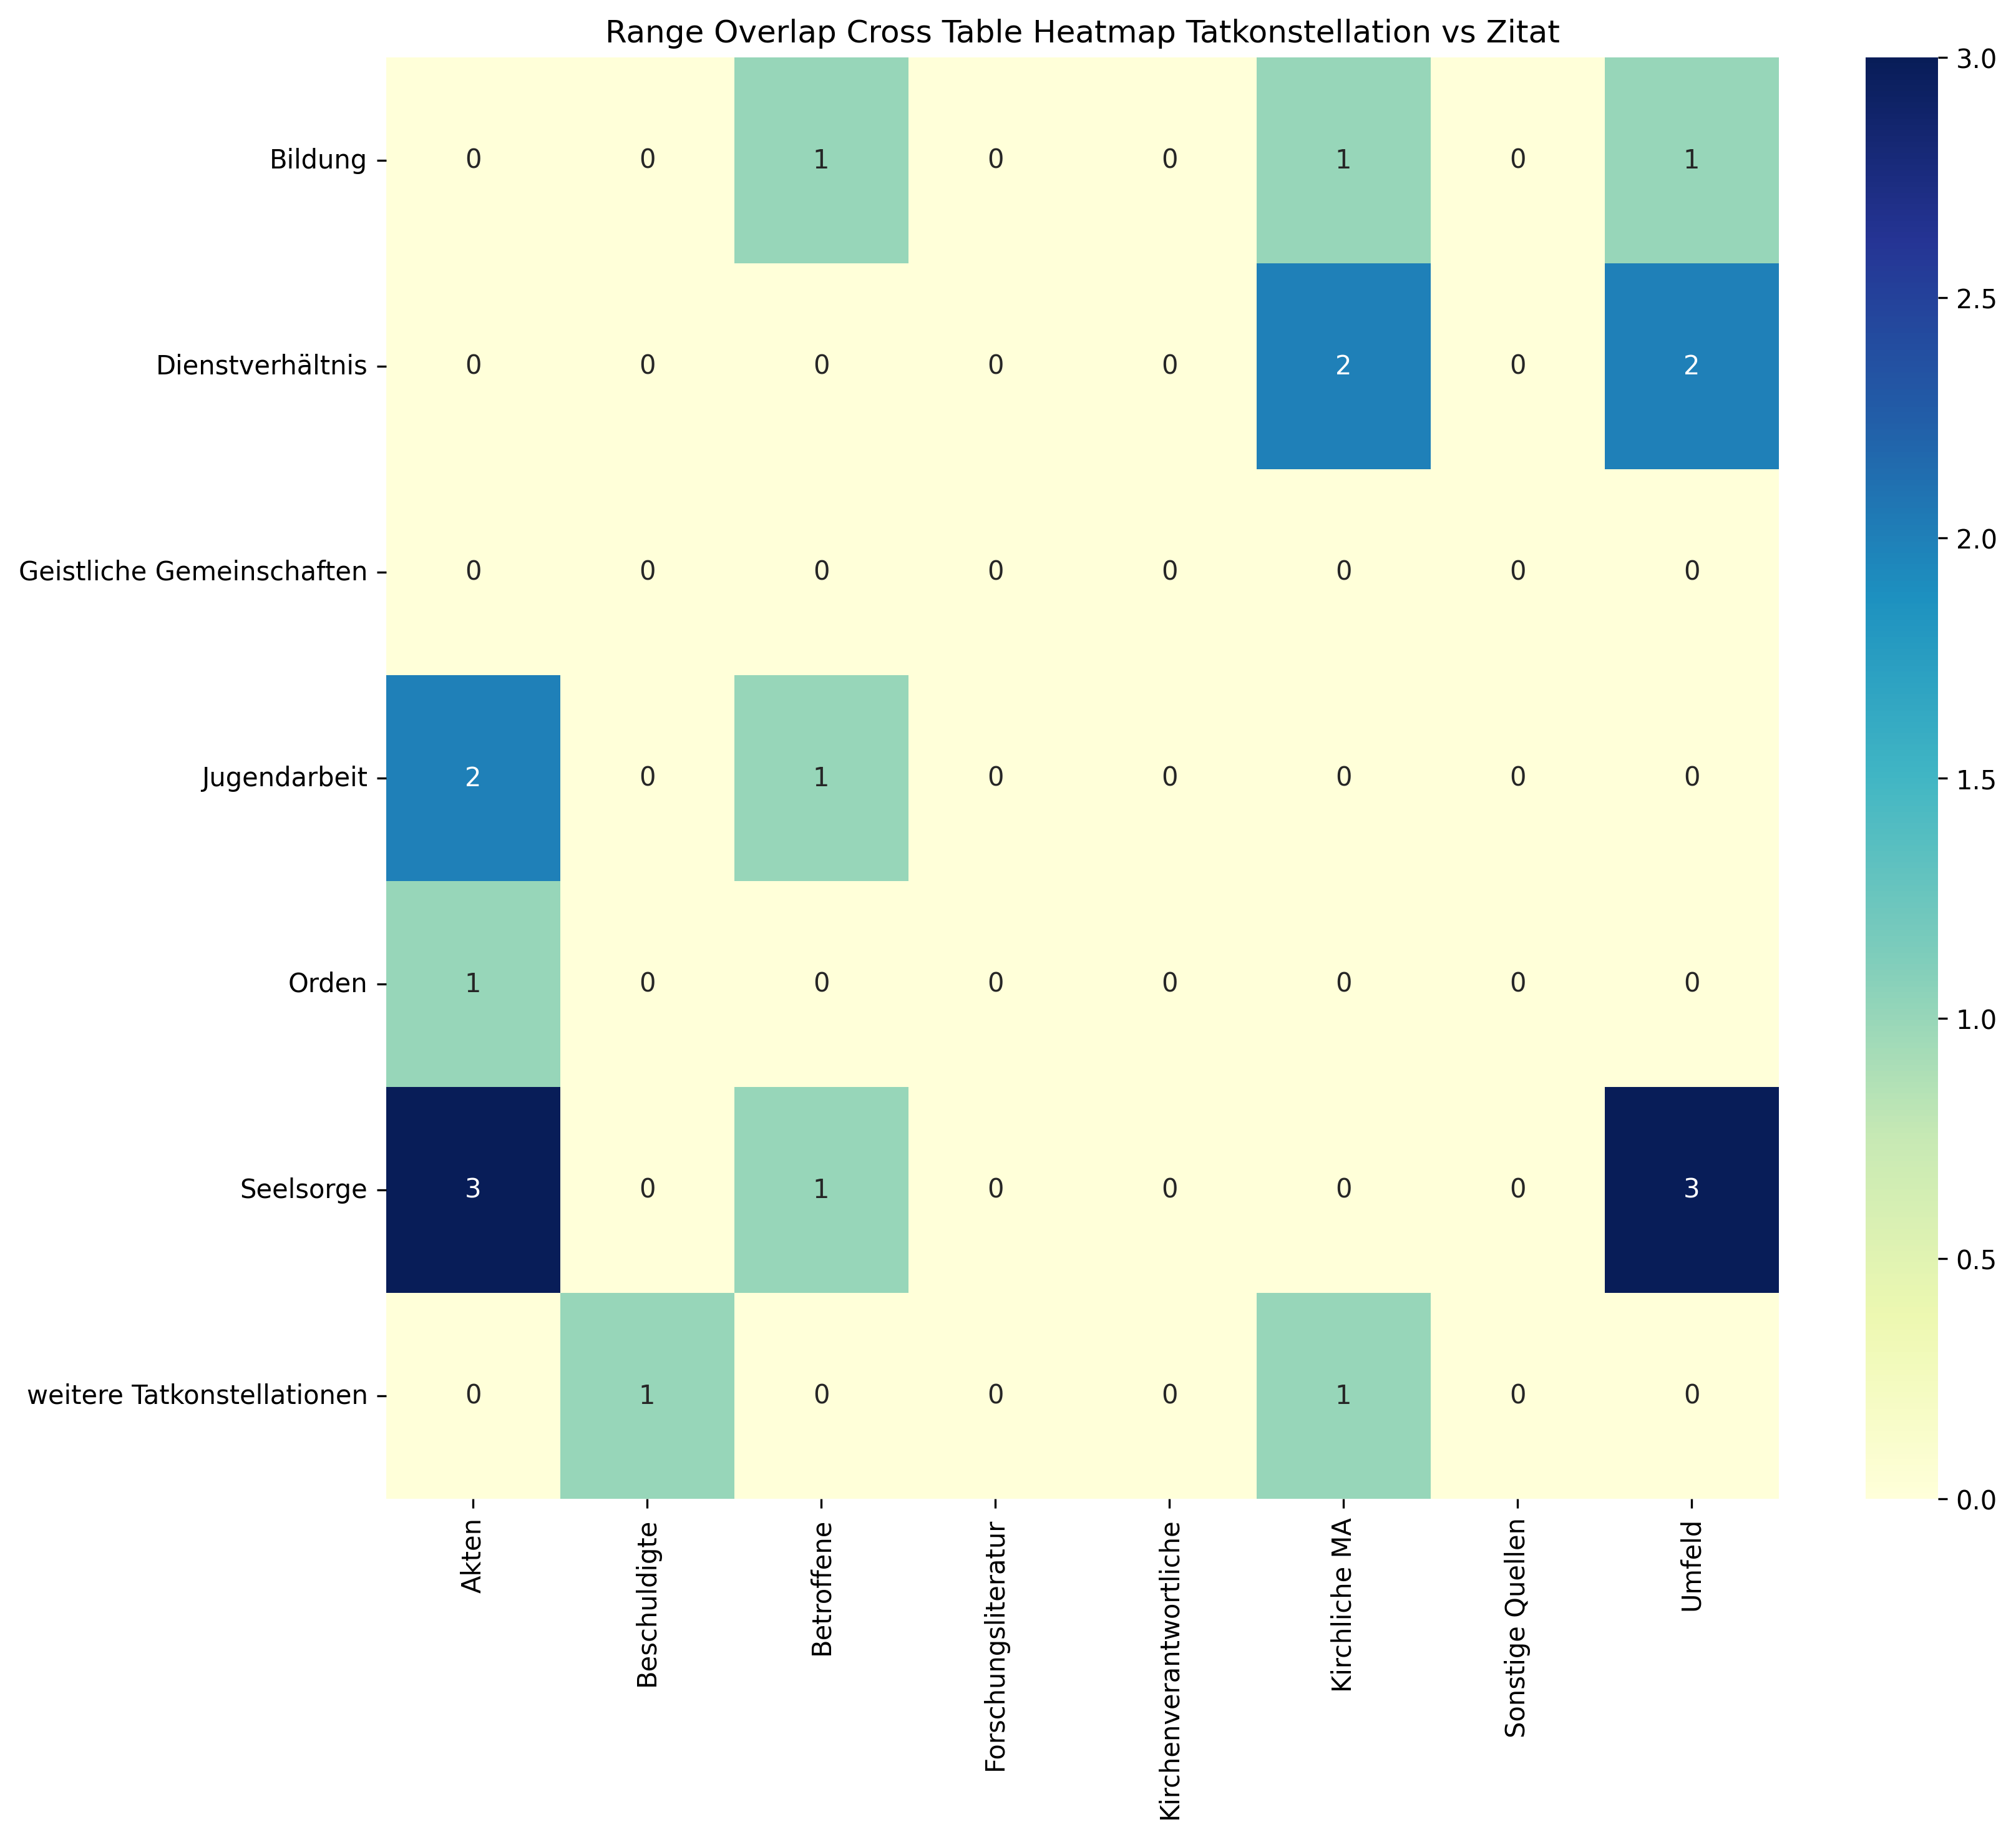 Range Overlap Cross Table Heatmap Tatkonstellation vs Zitat
Bildung 0 0 1 0 0 1 0 1
Dienstverhältnis 0 0 0 0 0 2 0 2
Geistliche Gemeinschaften 0 0 0 0 0 0 0 0
Jugendarbeit 2 0 1 0 0 0 0 0
Orden 1 0 0 0 0 0 0 0
Seelsorge 3 0 1 0 0 0 0 3
weitere Tatkonstellationen 0 1 0 0 0 1 0 0
Akten
Beschuldigte
Betroffene
Forschungsliteratur
Kirchenverantwortliche
Kirchliche MA
Sonstige Quellen
Umfeld
3.0
2.5
2.0
1.5
1.0
0.5
0.0